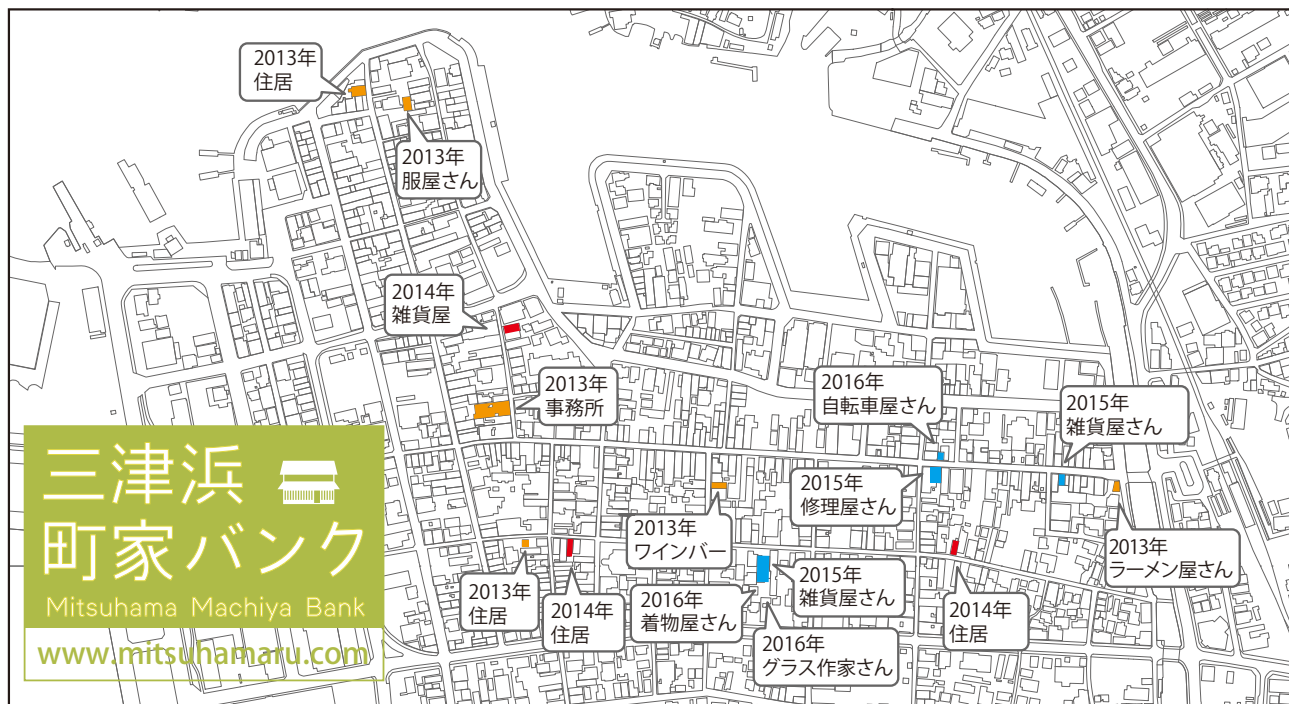 2013年
住居
2013年
服屋さん
2014年
雑貨屋
2013年
事務所
2016年
自転車屋さん
2015年
雑貨屋さん
2015年
修理屋さん
2013年
ワインバー
2013年
ラーメン屋さん
2013年
住居
2014年
住居
2016年
着物屋さん
2015年
雑貨屋さん
2016年
グラス作家さん
2014年
住居
三津浜
町家バンク
Mitsuhama Machiya Bank
www.mitsuhamaru.com